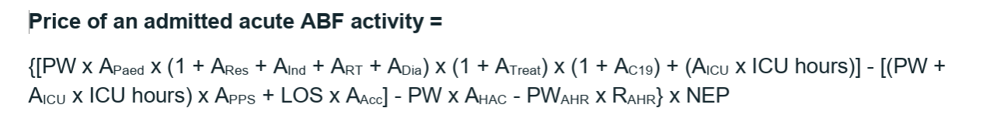 Price of an admitted acute ABF activity =
{[PW x APaed x (1 + ARes + AInd + ART + ADia) x (1 + ATreat) x (1 + AC19) + (AICU x ICU hours)] - [(PW +
AICU x ICU hours) x APPS + LOS x AAcc] - PW x AHAC - PWAHR x RAHR} x NEP